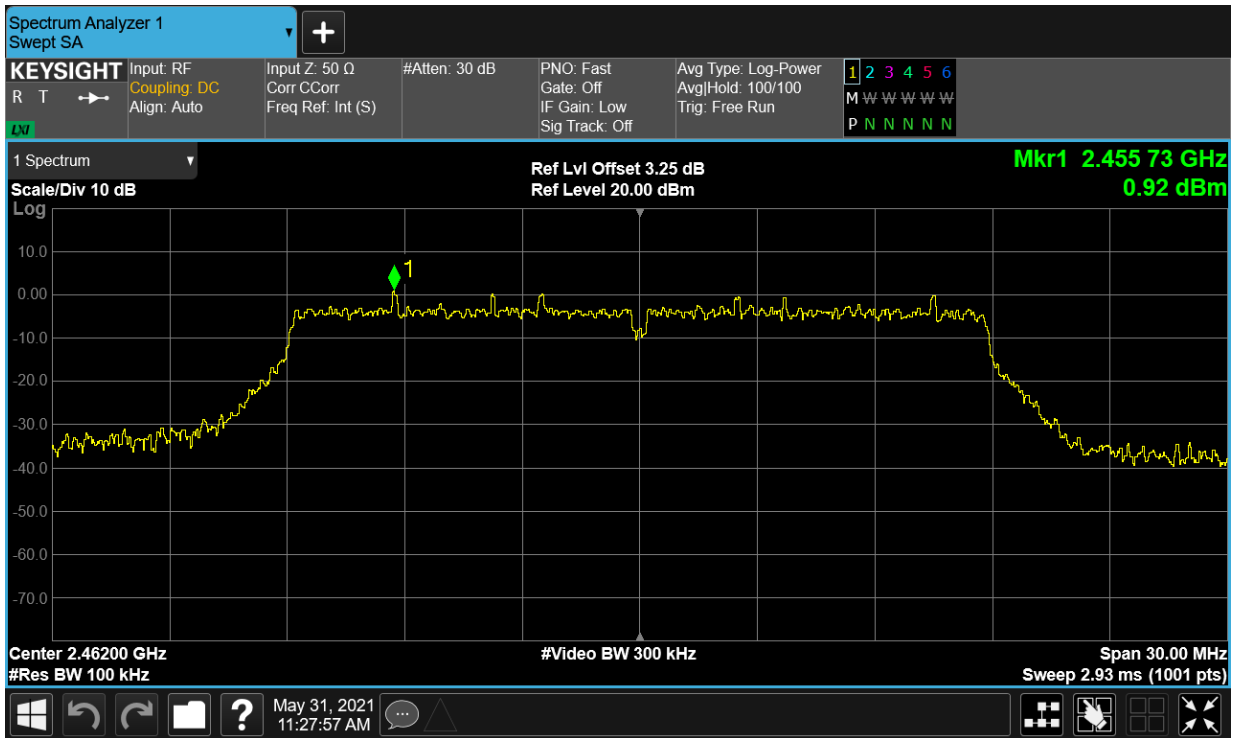 Spectrum Analyzer 1
Swept SA
KEYSIGHT
R T
LXI
Input: RF
Coupling: DC
Align: Auto
Input Z: 50 Ω
Corr CCorr
Freq Ref: Int (S)
#Atten: 30 dB
PNO: Fast
Gate: Off
IF Gain: Low
Sig Track: Off
Avg Type: Log-Power
Avg|Hold: 100/100
Trig: Free Run
1 2 3 4 5 6
M W W W W W
P N N N N N
1 Spectrum
Scale/Div 10 dB
Log
Ref Lvl Offset 3.25 dB
Ref Level 20.00 dBm
Mkr1 2.455 73 GHz
0.92 dBm
10.0
0.00
-10.0
-20.0
-30.0
-40.0
-50.0
-60.0
-70.0
1
Center 2.46200 GHz
#Res BW 100 kHz
#Video BW 300 kHz
Span 30.00 MHz
Sweep 2.93 ms (1001 pts)
?
May 31, 2021
11:27:57 AM